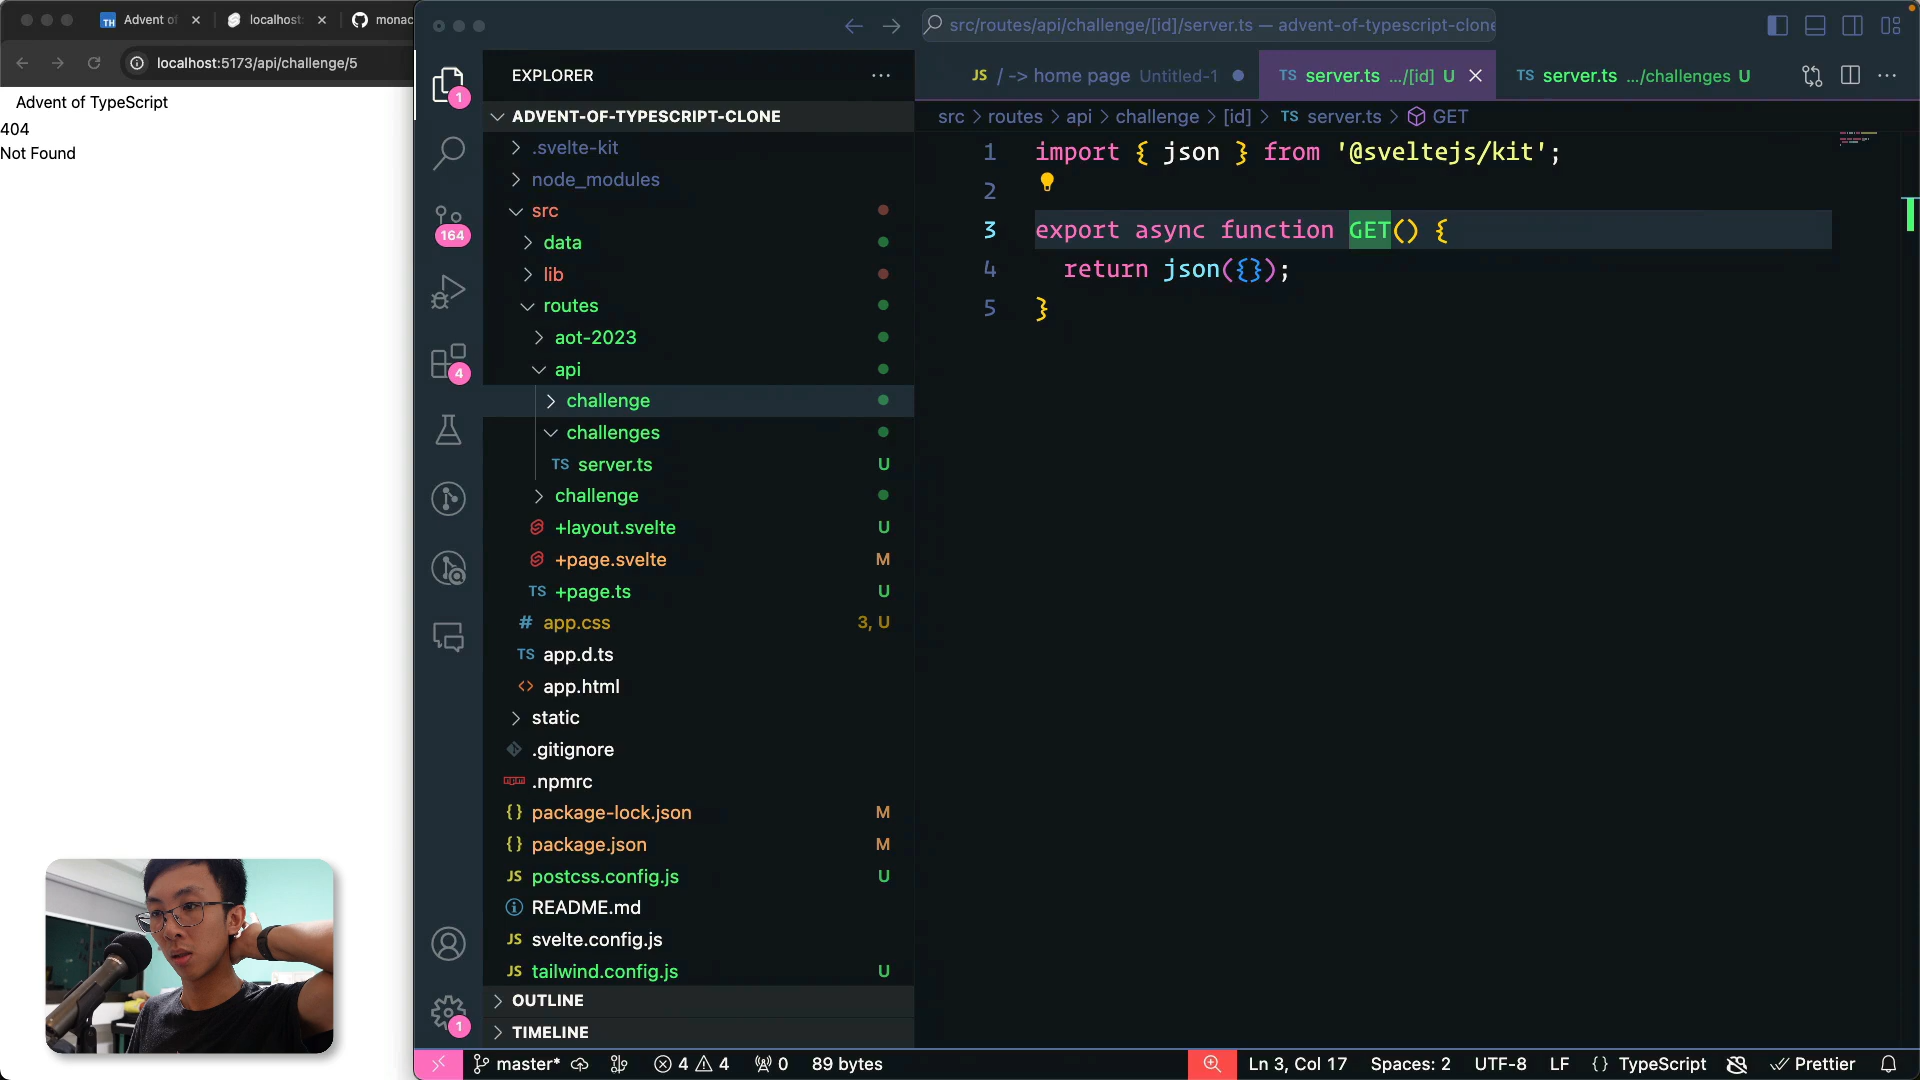 Advent of
localhost:
monac
localhost:5173/api/challenge/5
Advent of TypeScript
404
Not Found
src/routes/api/challenge/[id]/server.ts — advent-of-typescript-clone
EXPLORER
ADVENT-OF-TYPESCRIPT-CLONE
.svelte-kit
node_modules
src
data
lib
routes
aot-2023
api
challenge
challenges
TS server.ts U
challenge
+layout.svelte U
+page.svelte M
TS +page.ts U
# app.css 3, U
TS app.d.ts
<> app.html
static
.gitignore
.npmrc
{} package-lock.json M
{} package.json M
JS postcss.config.js U
README.md
JS svelte.config.js
JS tailwind.config.js U
OUTLINE
TIMELINE
1
164
4
1
JS / -> home page Untitled-1
TS server.ts .../[id] U
TS server.ts .../challenges U
src > routes > api > challenge > [id] > TS server.ts > GET
1 import { json } from '@sveltejs/kit';
2
3 export async function GET() {
4 return json({});
5 }
master* 4 4 0 89 bytes
Ln 3, Col 17 Spaces: 2 UTF-8 LF {} TypeScript Prettier